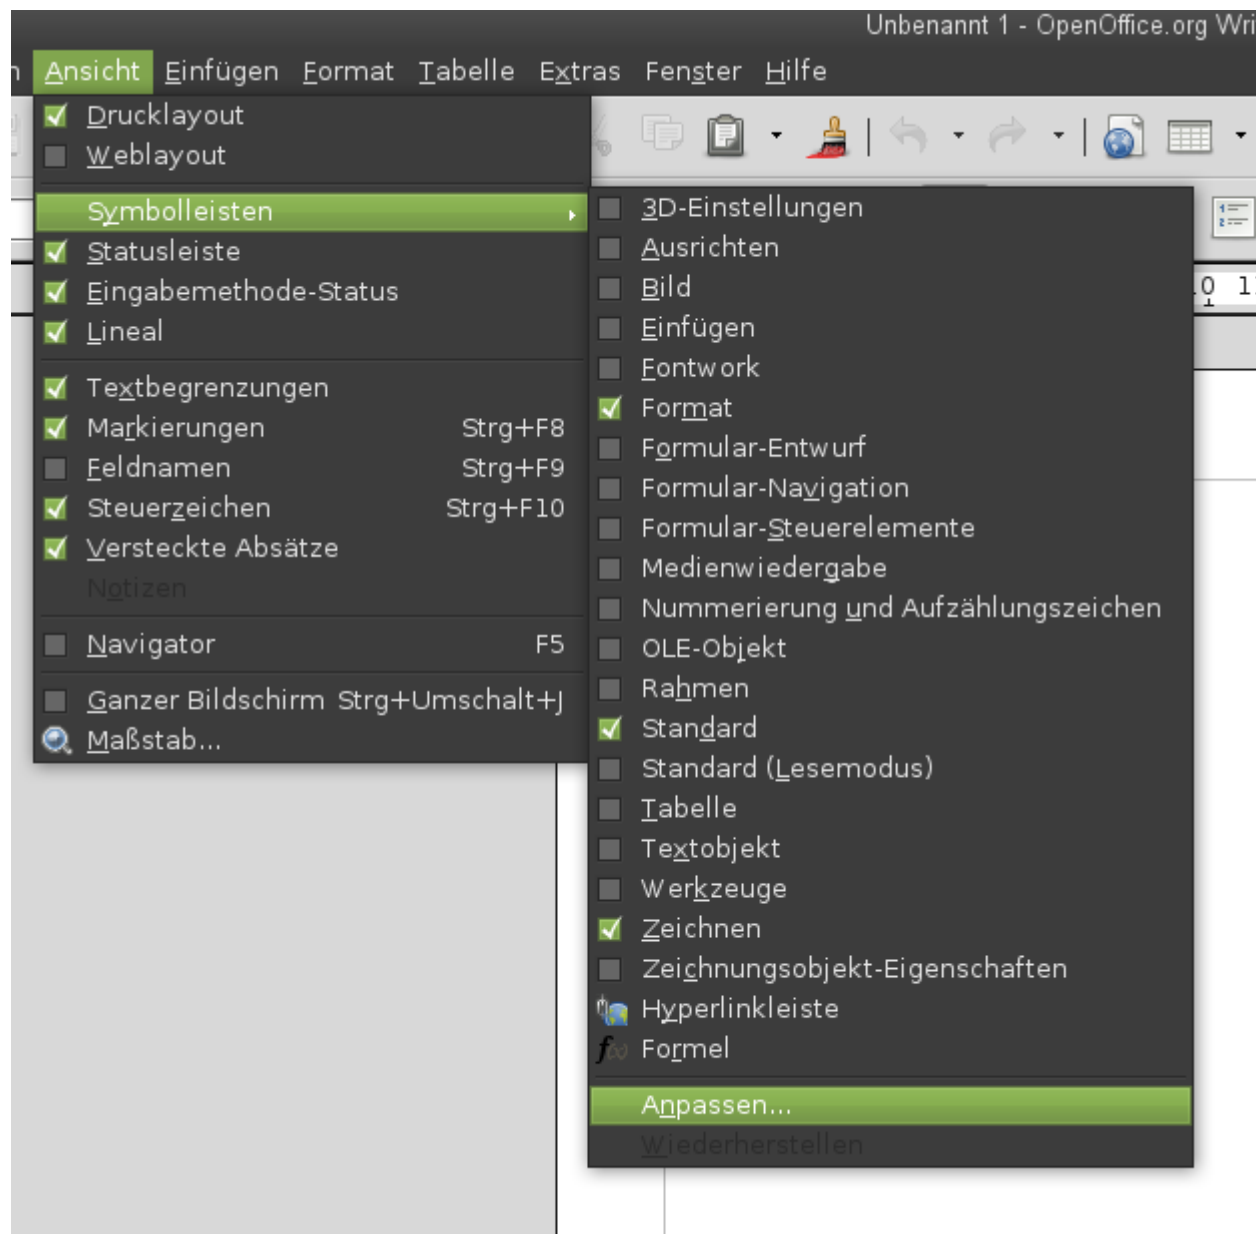 Unbenannt 1 - OpenOffice.org Wri
n Ansicht Einfügen Format Tabelle Extras Fenster Hilfe
Drucklayout
Weblayout
Symbolleisten
Statusleiste
Eingabemethode-Status
Lineal
Textbegrenzungen
Markierungen Strg+F8
Feldnamen Strg+F9
Steuerzeichen Strg+F10
Versteckte Absätze
Notizen
Navigator F5
Ganzer Bildschirm Strg+Umschalt+J
Maßstab...
3D-Einstellungen
Ausrichten
Bild
Einfügen
Fontwork
Format
Formular-Entwurf
Formular-Navigation
Formular-Steuerelemente
Medienwiedergabe
Nummerierung und Aufzählungszeichen
OLE-Objekt
Rahmen
Standard
Standard (Lesemodus)
Tabelle
Textobjekt
Werkzeuge
Zeichnen
Zeichnungsobjekt-Eigenschaften
Hyperlinkleiste
Formel
Anpassen...
Wiederherstellen